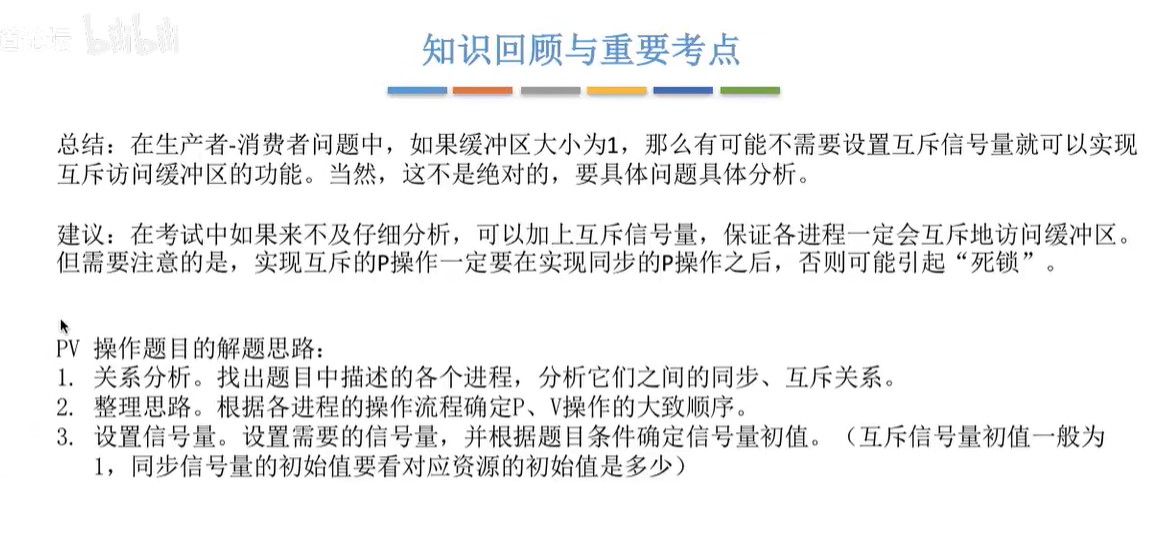 bilibili
知识回顾与重要考点
总结：在生产者-消费者问题中，如果缓冲区大小为1，那么有可能不需要设置互斥信号量就可以实现
互斥访问缓冲区的功能。当然，这不是绝对的，要具体问题具体分析。
建议：在考试中如果来不及仔细分析，可以加上互斥信号量，保证各进程一定会互斥地访问缓冲区。
但需要注意的是，实现互斥的P操作一定要在实现同步的P操作之后，否则可能引起“死锁”。
PV 操作题目的解题思路：
1. 关系分析。找出题目中描述的各个进程，分析它们之间的同步、互斥关系。
2. 整理思路。根据各进程的操作流程确定P、V操作的大致顺序。
3. 设置信号量。设置需要的信号量，并根据题目条件确定信号量初值。（互斥信号量初值一般为
1，同步信号量的初始值要看对应资源的初始值是多少）